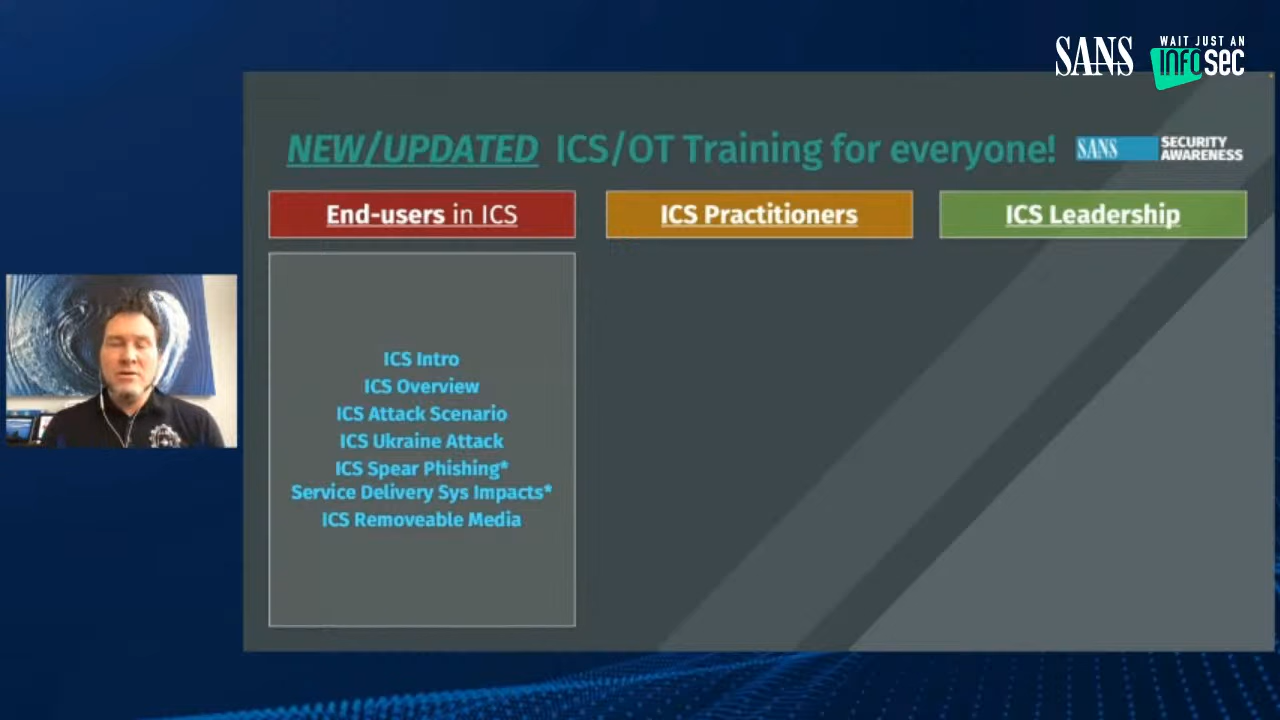 SANS
WAIT JUST AN
INFOSEC
NEW/UPDATED ICS/OT Training for everyone!
SANS
SECURITY
AWARENESS
End-users in ICS
ICS Practitioners
ICS Leadership
ICS Intro
ICS Overview
ICS Attack Scenario
ICS Ukraine Attack
ICS Spear Phishing*
Service Delivery Sys Impacts*
ICS Removeable Media